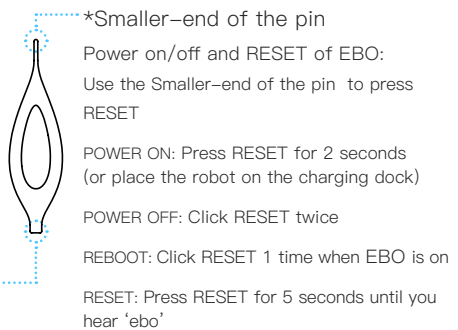 *Smaller-end of the pin
Power on/off and RESET of EBO:
Use the Smaller-end of the pin to press
RESET
POWER ON: Press RESET for 2 seconds
(or place the robot on the charging dock)
POWER OFF: Click RESET twice
REBOOT: Click RESET 1 time when EBO is on
RESET: Press RESET for 5 seconds until you
hear ‘ebo’